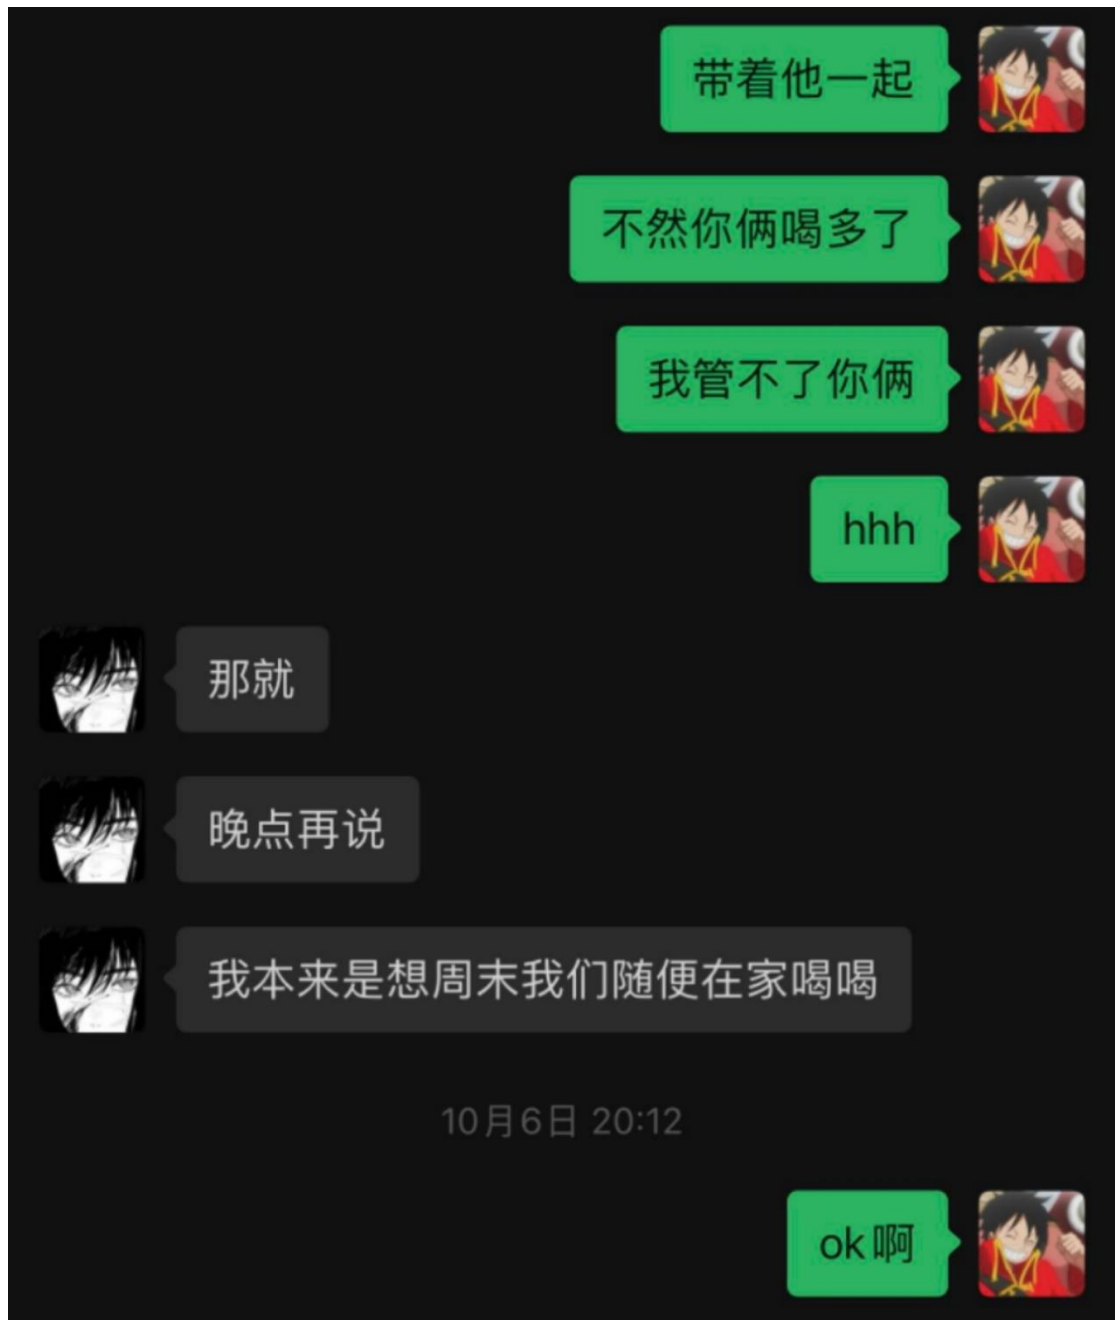 带着他一起
不然你俩喝多了
我管不了你俩
hhh
那就
晚点再说
我本来是想周末我们随便在家喝喝
10月6日 20:12
ok啊